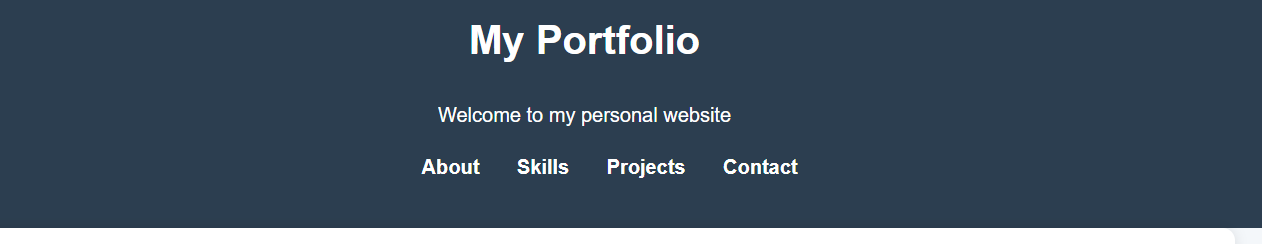 My Portfolio
Welcome to my personal website
About Skills Projects Contact